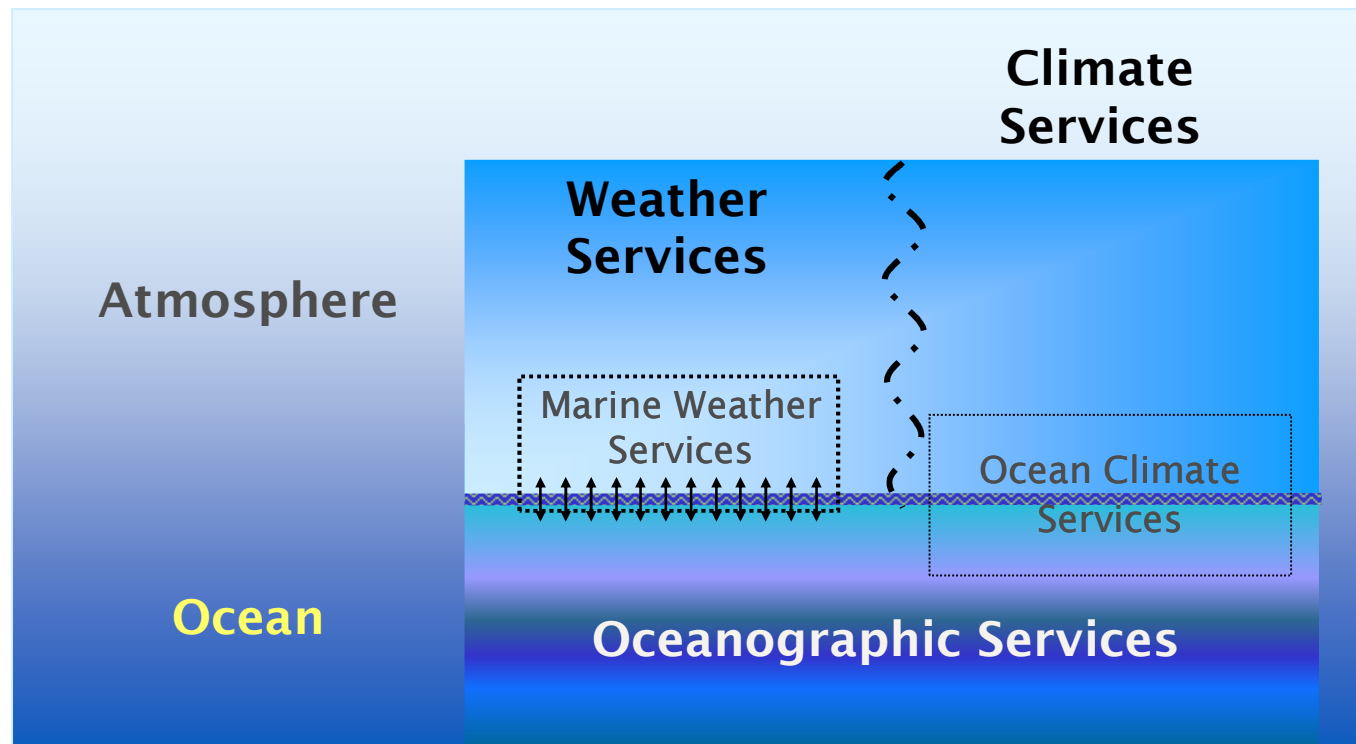 Climate
Services
Weather
Services
Atmosphere
Marine Weather
Services
Ocean Climate
Services
Ocean
Oceanographic Services